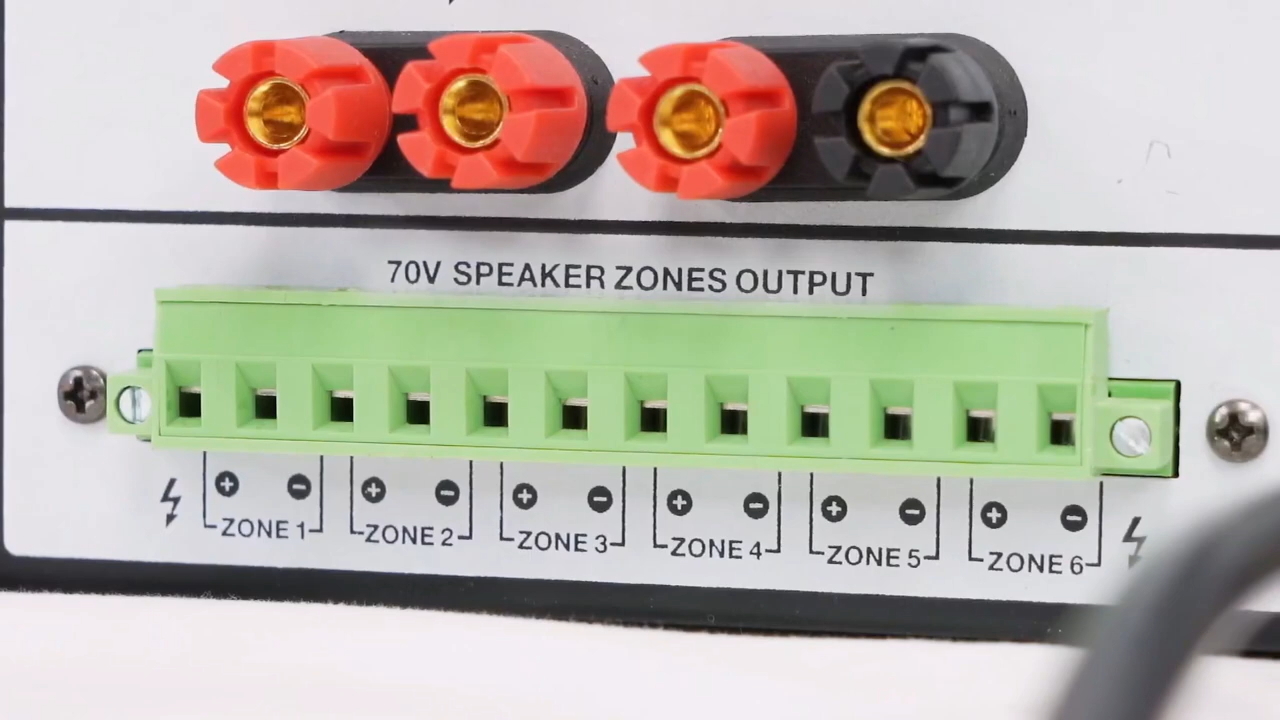 70V SPEAKER ZONES OUTPUT
+ - + - + - + - + - + -
ZONE 1 ZONE 2 ZONE 3 ZONE 4 ZONE 5 ZONE 6